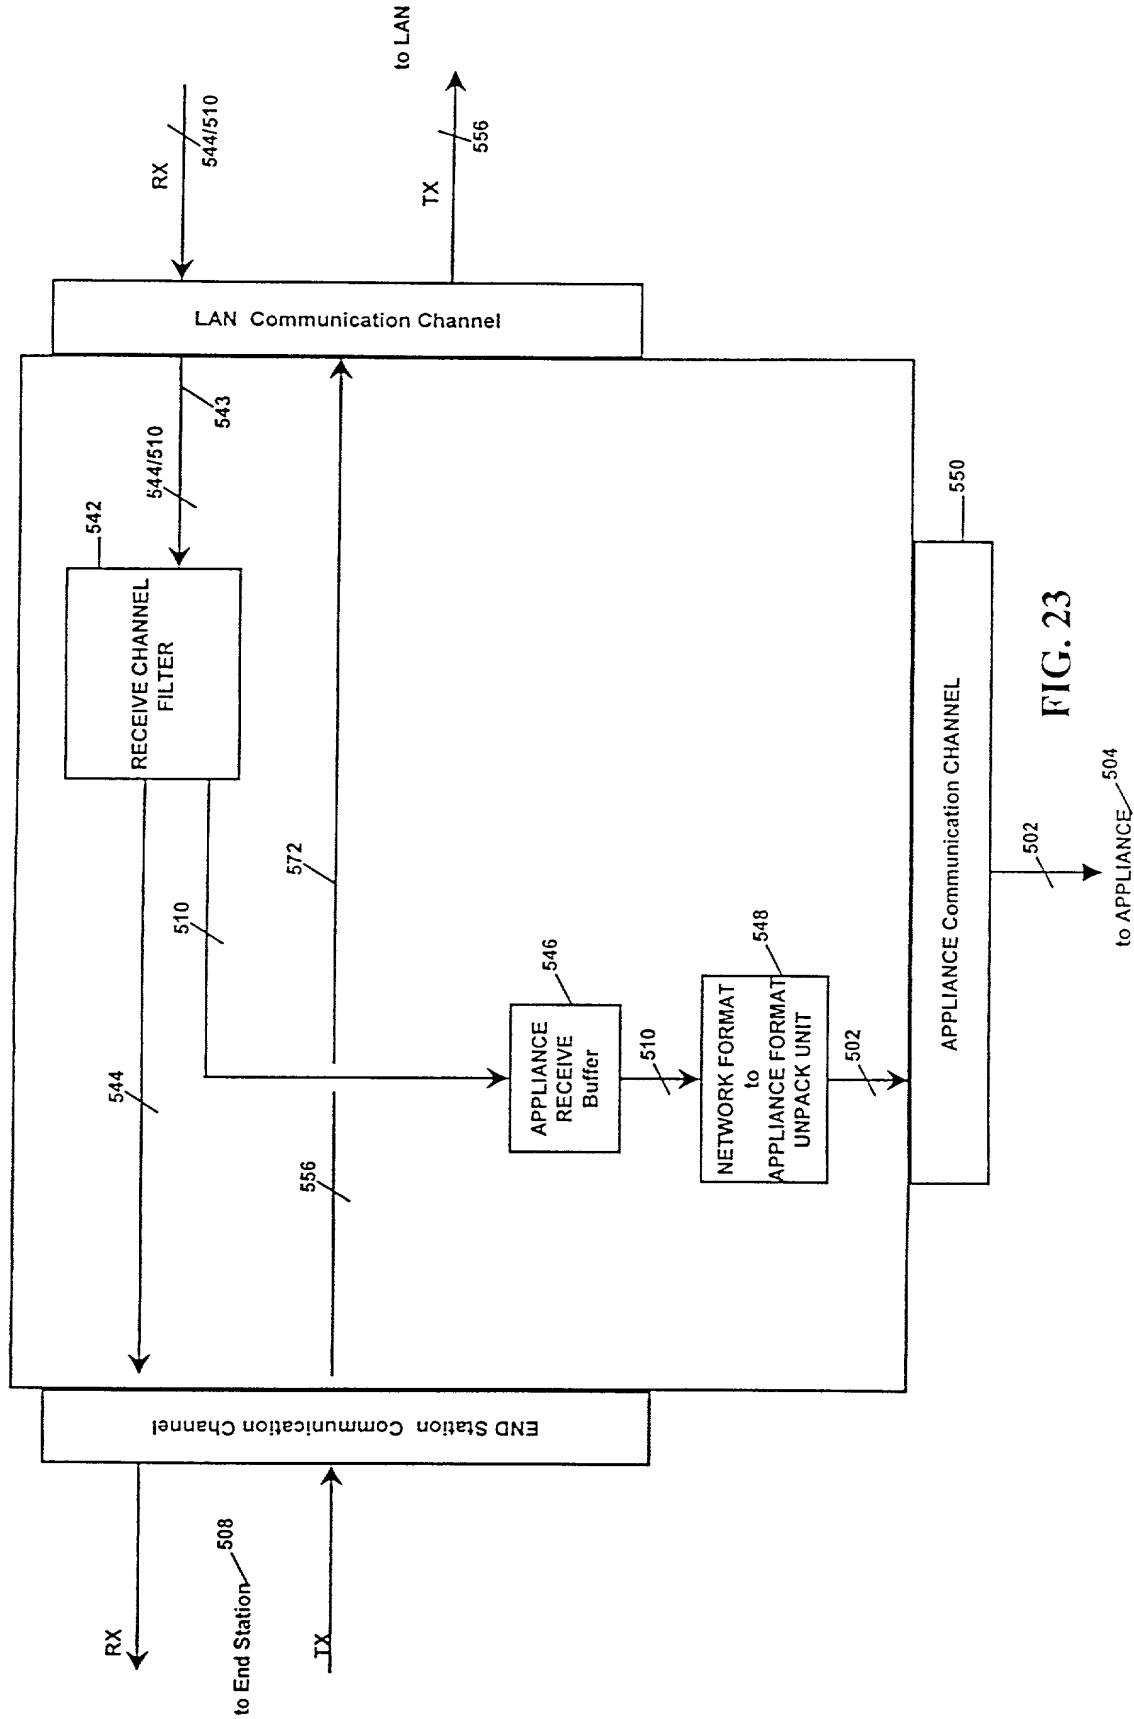 to LAN
RX
544/510
TX
556
LAN Communication Channel
543
544/510
542
RECEIVE CHANNEL
FILTER
544
510
572
556
546
APPLIANCE
RECEIVE
Buffer
510
548
NETWORK FORMAT
to
APPLIANCE FORMAT
UNPACK UNIT
502
550
APPLIANCE Communication CHANNEL
502
to APPLIANCE
504
END Station Communication Channel
RX
508
to End Station
TX
FIG. 23